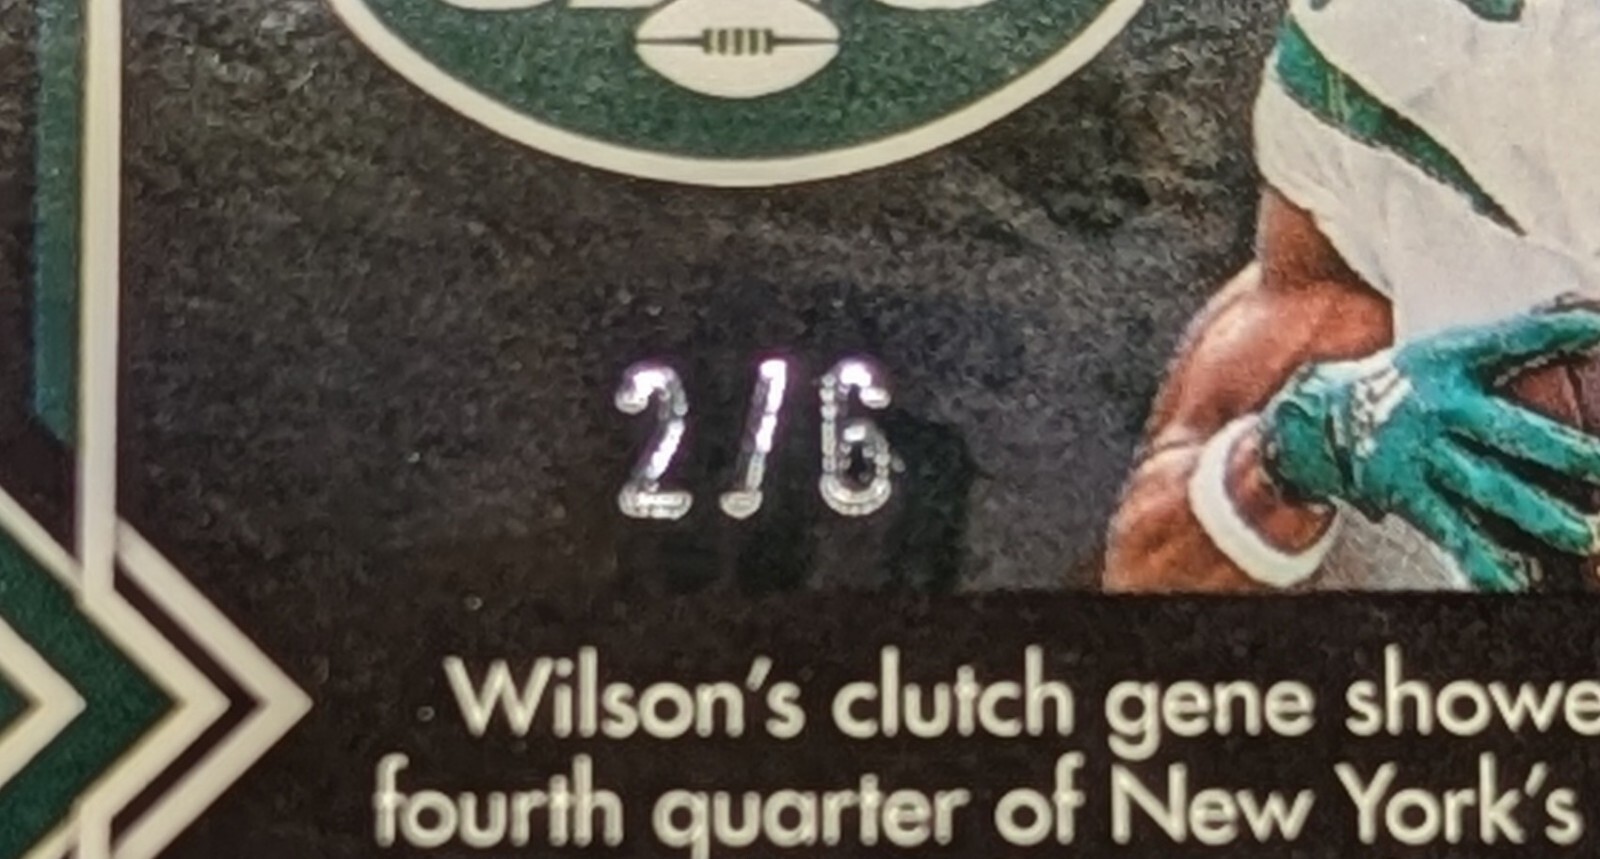 2/6
Wilson's clutch gene showe
fourth quarter of New York's